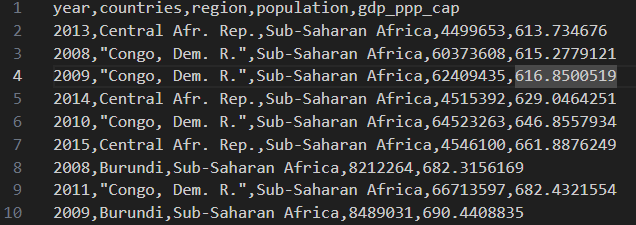 1 year,countries,region,population,gdp_ppp_cap
2 2013,Central Afr. Rep.,Sub-Saharan Africa,4499653,613.734676
3 2008,"Congo, Dem. R.",Sub-Saharan Africa,60373608,615.2779121
4 2009,"Congo, Dem. R.",Sub-Saharan Africa,62409435,616.8500519
5 2014,Central Afr. Rep.,Sub-Saharan Africa,4515392,629.0464251
6 2010,"Congo, Dem. R.",Sub-Saharan Africa,64523263,646.8557934
7 2015,Central Afr. Rep.,Sub-Saharan Africa,4546100,661.8876249
8 2008,Burundi,Sub-Saharan Africa,8212264,682.3156169
9 2011,"Congo, Dem. R.",Sub-Saharan Africa,66713597,682.4321554
10 2009,Burundi,Sub-Saharan Africa,8489031,690.4408835